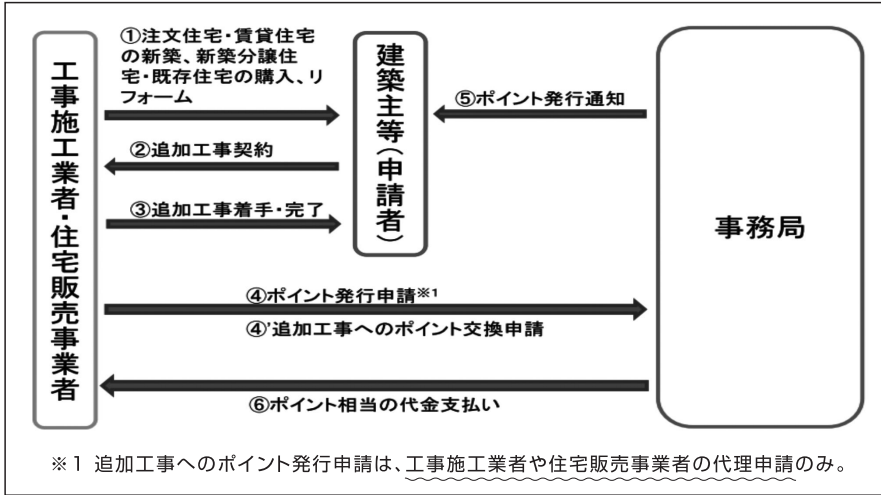 ①注文住宅・賃貸住宅
の新築、新築分譲住
宅・既存住宅の購入、リ
フォーム
工事施工業者・住宅販売事業者
②追加工事契約
③追加工事着手・完了
建築主等(申請者)
⑤ポイント発行通知
事務局
④ポイント発行申請※1
④'追加工事へのポイント交換申請
⑥ポイント相当の代金支払い
※1 追加工事へのポイント発行申請は、工事施工業者や住宅販売事業者の代理申請のみ。